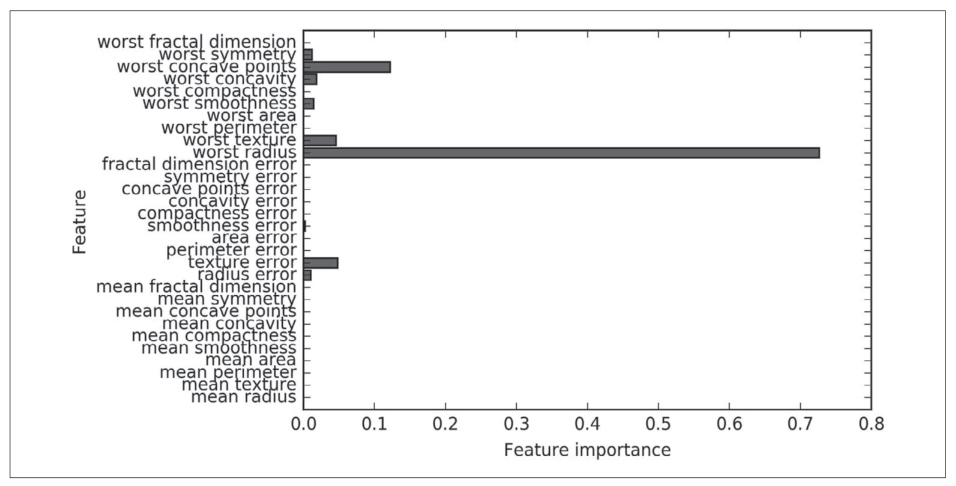 worst fractal dimension
worst symmetry
worst concave points
worst concavity
worst compactness
worst smoothness
worst area
worst perimeter
worst texture
worst radius
fractal dimension error
symmetry error
concave points error
concavity error
compactness error
smoothness error
area error
perimeter error
texture error
radius error
mean fractal dimension
mean symmetry
mean concave points
mean concavity
mean compactness
mean smoothness
mean area
mean perimeter
mean texture
mean radius
Feature
0.0 0.1 0.2 0.3 0.4 0.5 0.6 0.7 0.8
Feature importance